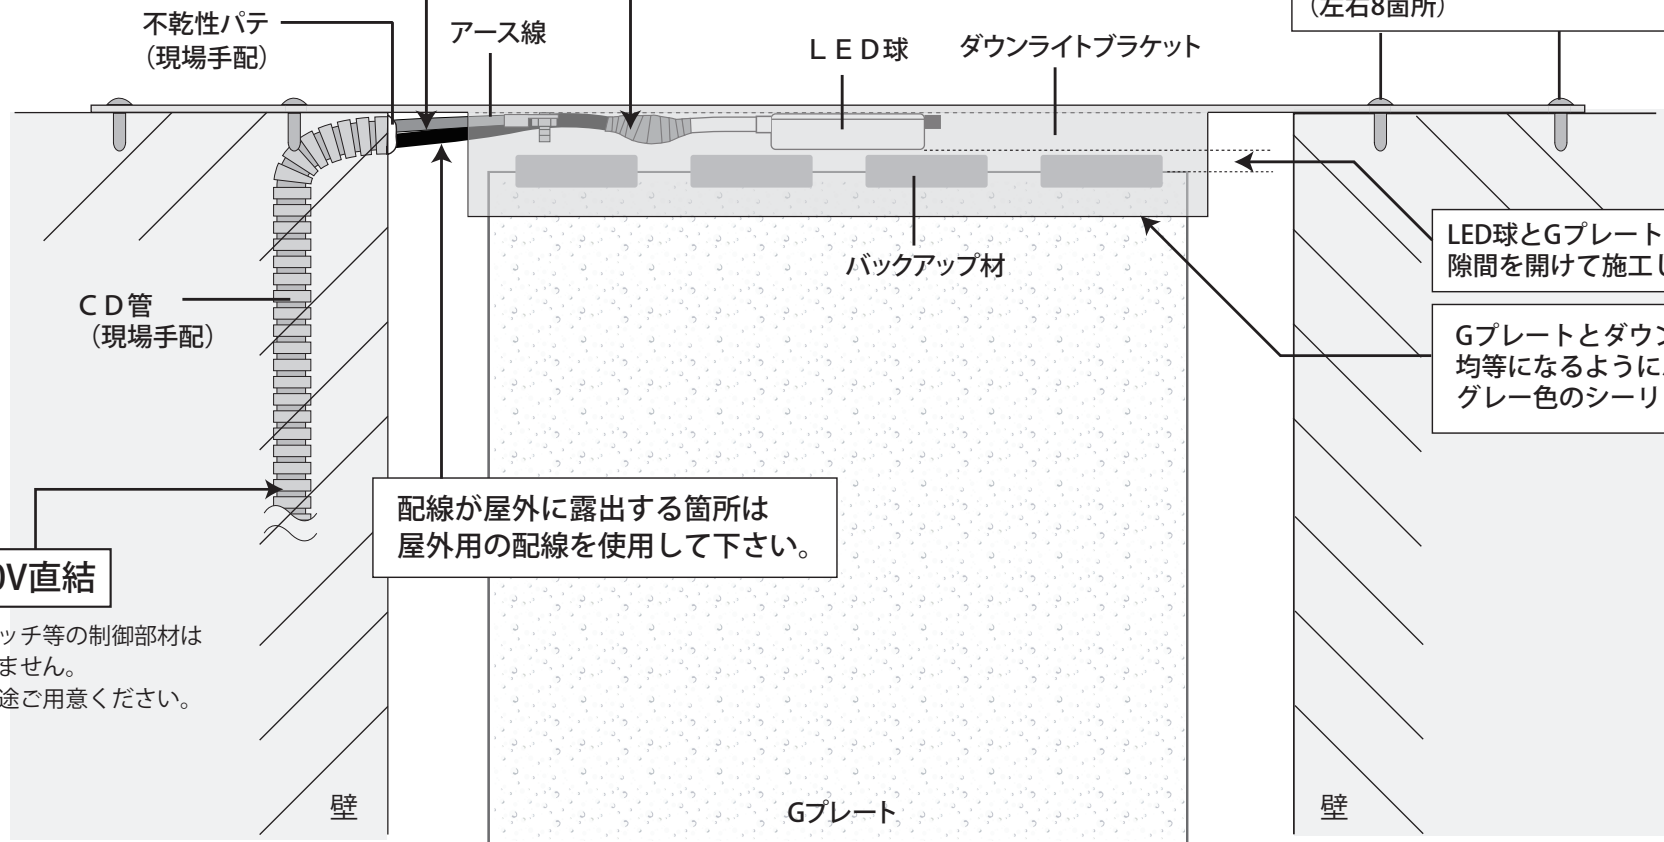 不乾性パテ
（現場手配）
アース線
ＬＥＤ球
ダウンライトブラケット
（左右8箇所）
バックアップ材
LED球とGプレート
隙間を開けて施工し
ＣＤ管
（現場手配）
Gプレートとダウン
均等になるように
グレー色のシーリ
配線が屋外に露出する箇所は
屋外用の配線を使用して下さい。
0V直結
ッチ等の制御部材は
ません。
途ご用意ください。
壁
Gプレート
壁